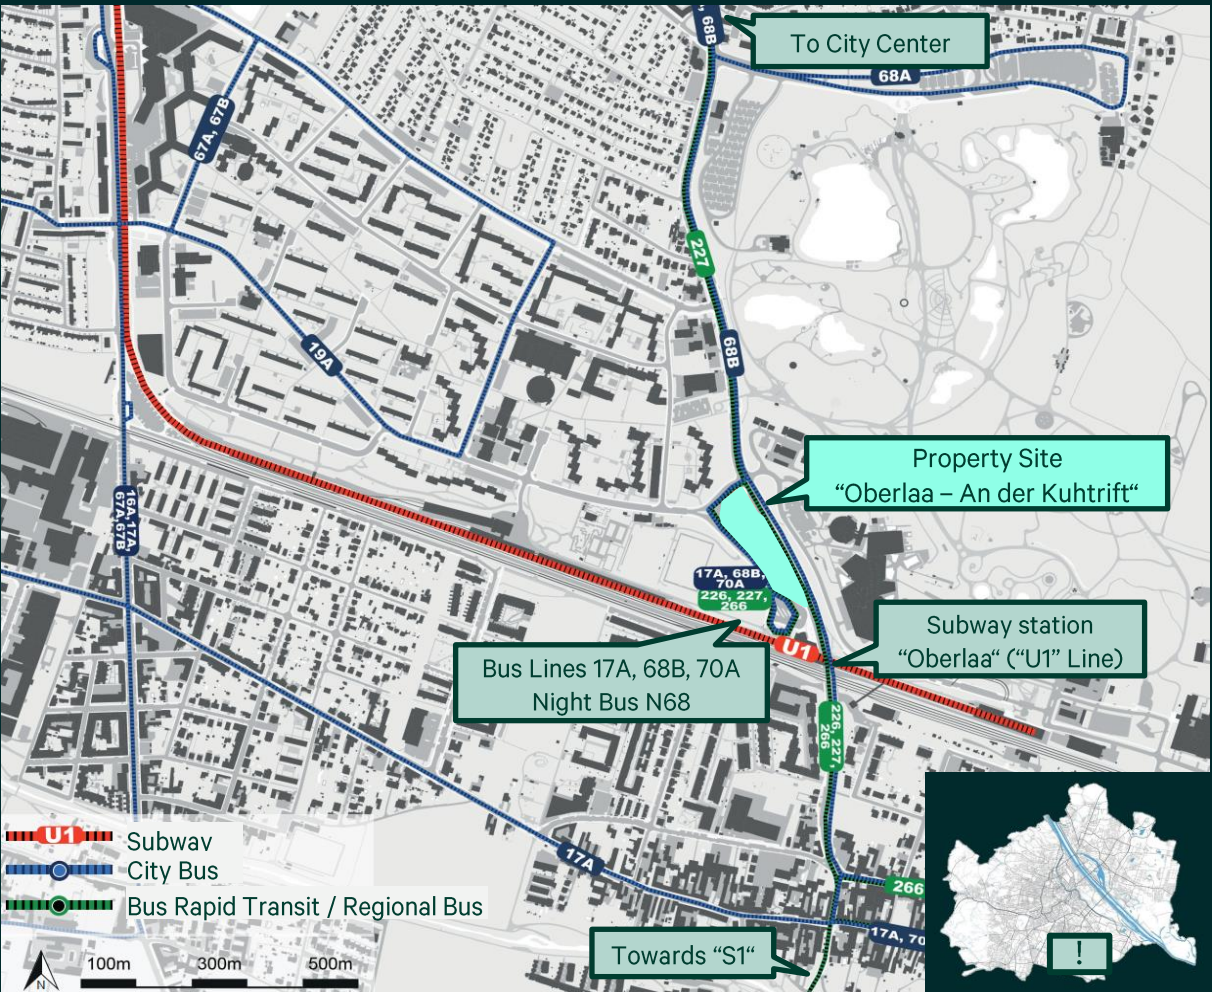 68B
To City Center
68A
67A, 67B
227
68B
19A
Property Site
“Oberlaa – An der Kuhtrift“
16A,17A,
67A,67B
17A, 68B,
70A
226, 227,
266
Subway station
“Oberlaa“ (“U1” Line)
U1
Bus Lines 17A, 68B, 70A
Night Bus N68
226, 227,
266
U1
Subway
City Bus
Bus Rapid Transit / Regional Bus
17A
266
17A, 70
Towards “S1“
!
N
100m
300m
500m